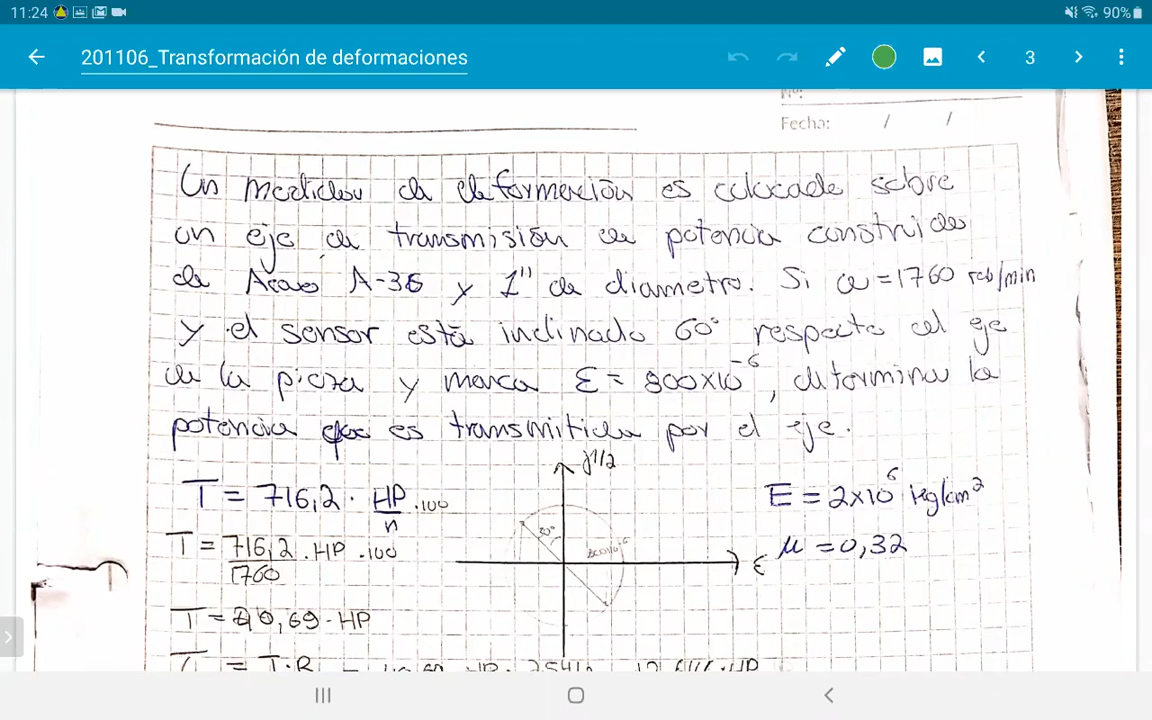 11:24 90%
201106_Transformación de deformaciones 3
Nº:
Fecha: / /
Un medidor de deformación es colocado sobre
un eje de transmisión de potencia construido
de Acero A-36 y 1" de diametro. Si ω=1760 rev/min
y el sensor está inclinado 60° respecto al eje
de la pieza y marca ε = 800x10⁻⁶, determinar la
potencia que es transmitida por el eje.
γ/2
T = 716,2 · HP/n ·100
E = 2x10⁶ kg/cm²
30°
T = 716,2/1760 · HP ·100
800x10⁻⁶
ε
μ = 0,32
T = 40,69 · HP